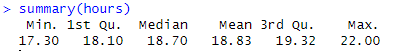 > summary(hours)
Min. 1st Qu. Median Mean 3rd Qu. Max.
17.30 18.10 18.70 18.83 19.32 22.00